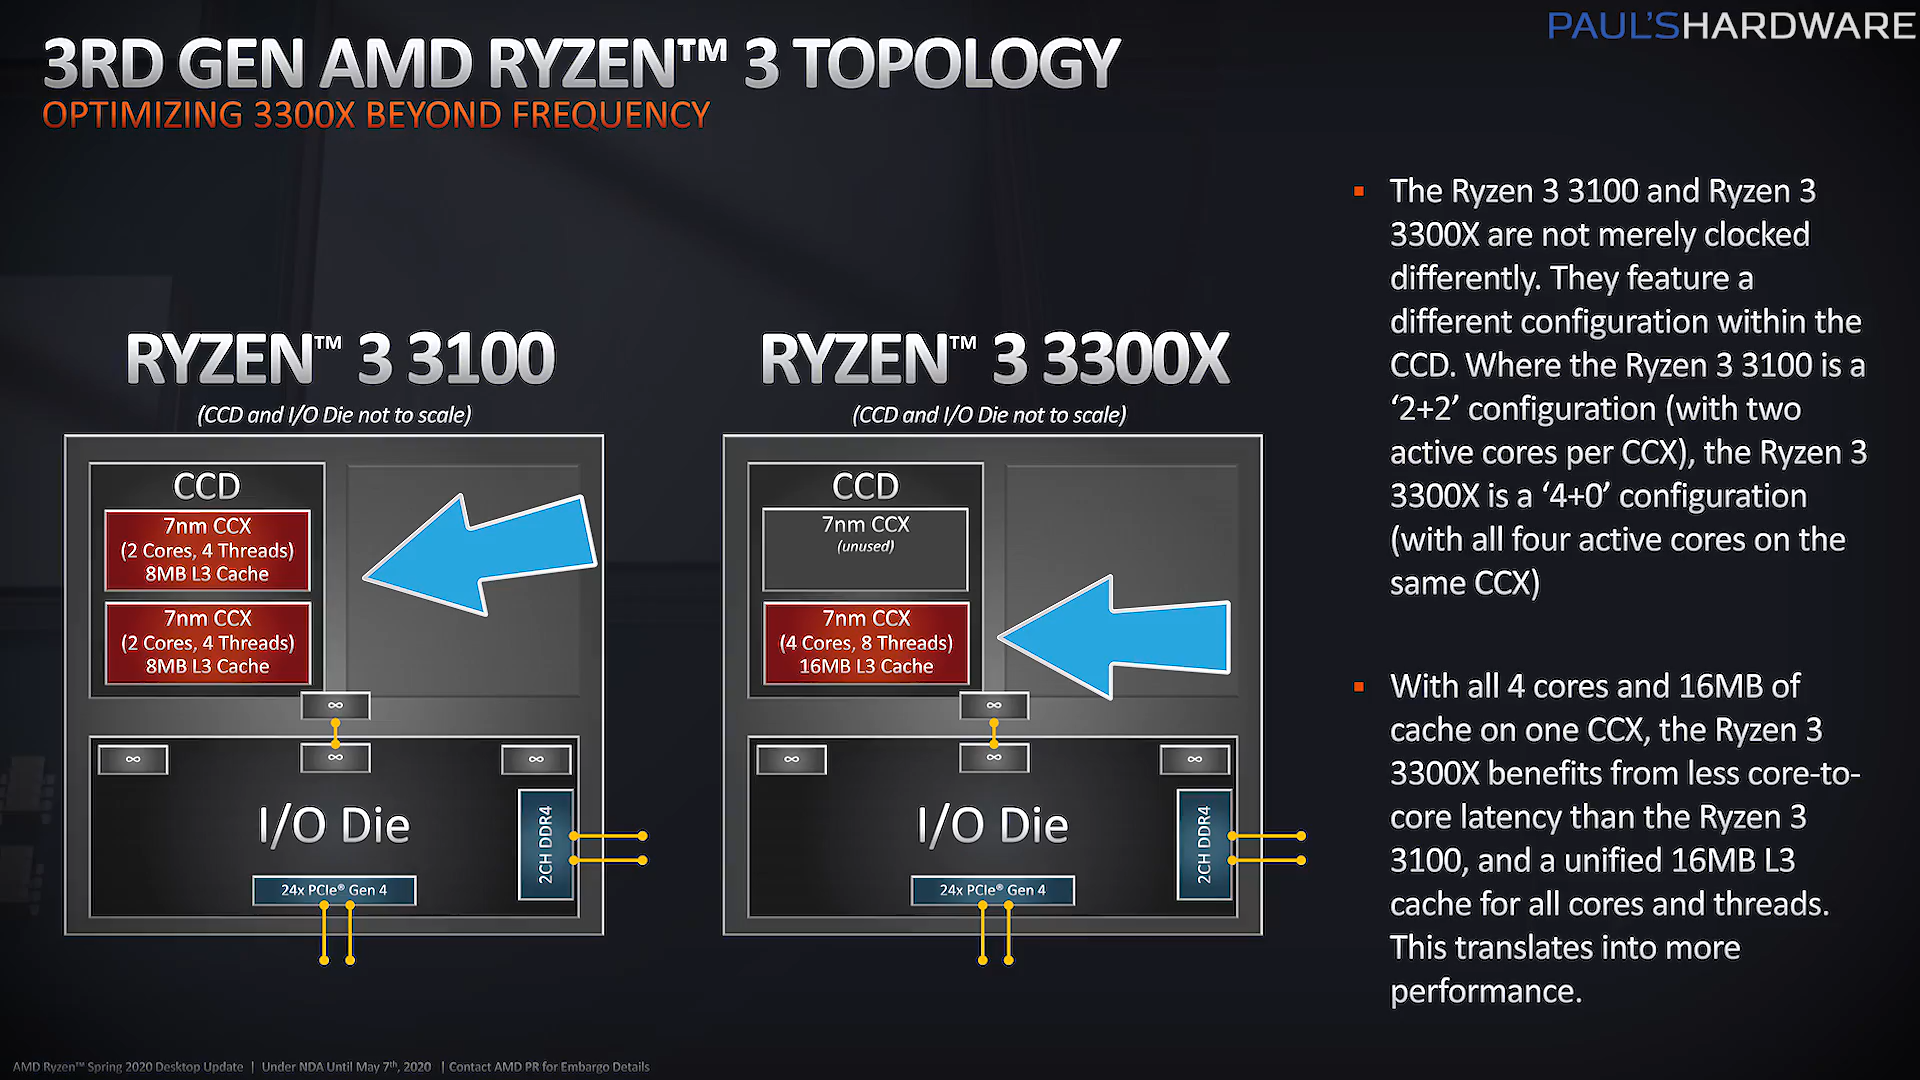 PAUL'SHARDWARE
3RD GEN AMD RYZEN™ 3 TOPOLOGY
OPTIMIZING 3300X BEYOND FREQUENCY
RYZEN™ 3 3100
(CCD and I/O Die not to scale)
CCD
7nm CCX
(2 Cores, 4 Threads)
8MB L3 Cache
7nm CCX
(2 Cores, 4 Threads)
8MB L3 Cache
∞
∞
∞
∞
I/O Die
2CH DDR4
24x PCIe® Gen 4
RYZEN™ 3 3300X
(CCD and I/O Die not to scale)
CCD
7nm CCX
(unused)
7nm CCX
(4 Cores, 8 Threads)
16MB L3 Cache
∞
∞
∞
∞
I/O Die
2CH DDR4
24x PCIe® Gen 4
▪ The Ryzen 3 3100 and Ryzen 3
3300X are not merely clocked
differently. They feature a
different configuration within the
CCD. Where the Ryzen 3 3100 is a
‘2+2’ configuration (with two
active cores per CCX), the Ryzen 3
3300X is a ‘4+0’ configuration
(with all four active cores on the
same CCX)
▪ With all 4 cores and 16MB of
cache on one CCX, the Ryzen 3
3300X benefits from less core-to-
core latency than the Ryzen 3
3100, and a unified 16MB L3
cache for all cores and threads.
This translates into more
performance.
AMD Ryzen™ Spring 2020 Desktop Update | Under NDA Until May 7th, 2020 | Contact AMD PR for Embargo Details